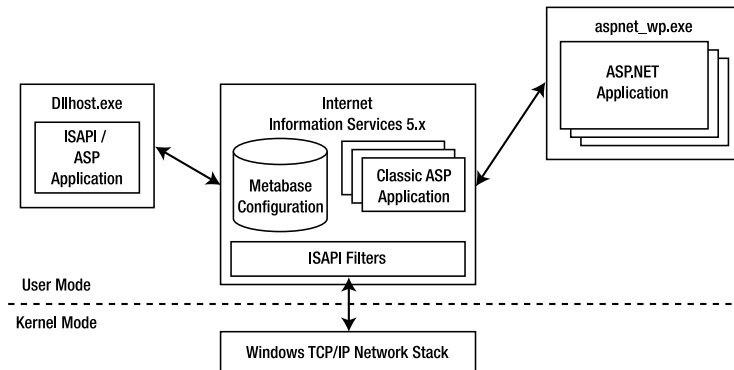 aspnet_wp.exe
ASP.NET
Application
Dllhost.exe
ISAPI /
ASP
Application
Internet
Information Services 5.x
Metabase
Configuration
Classic ASP
Application
ISAPI Filters
User Mode
Kernel Mode
Windows TCP/IP Network Stack